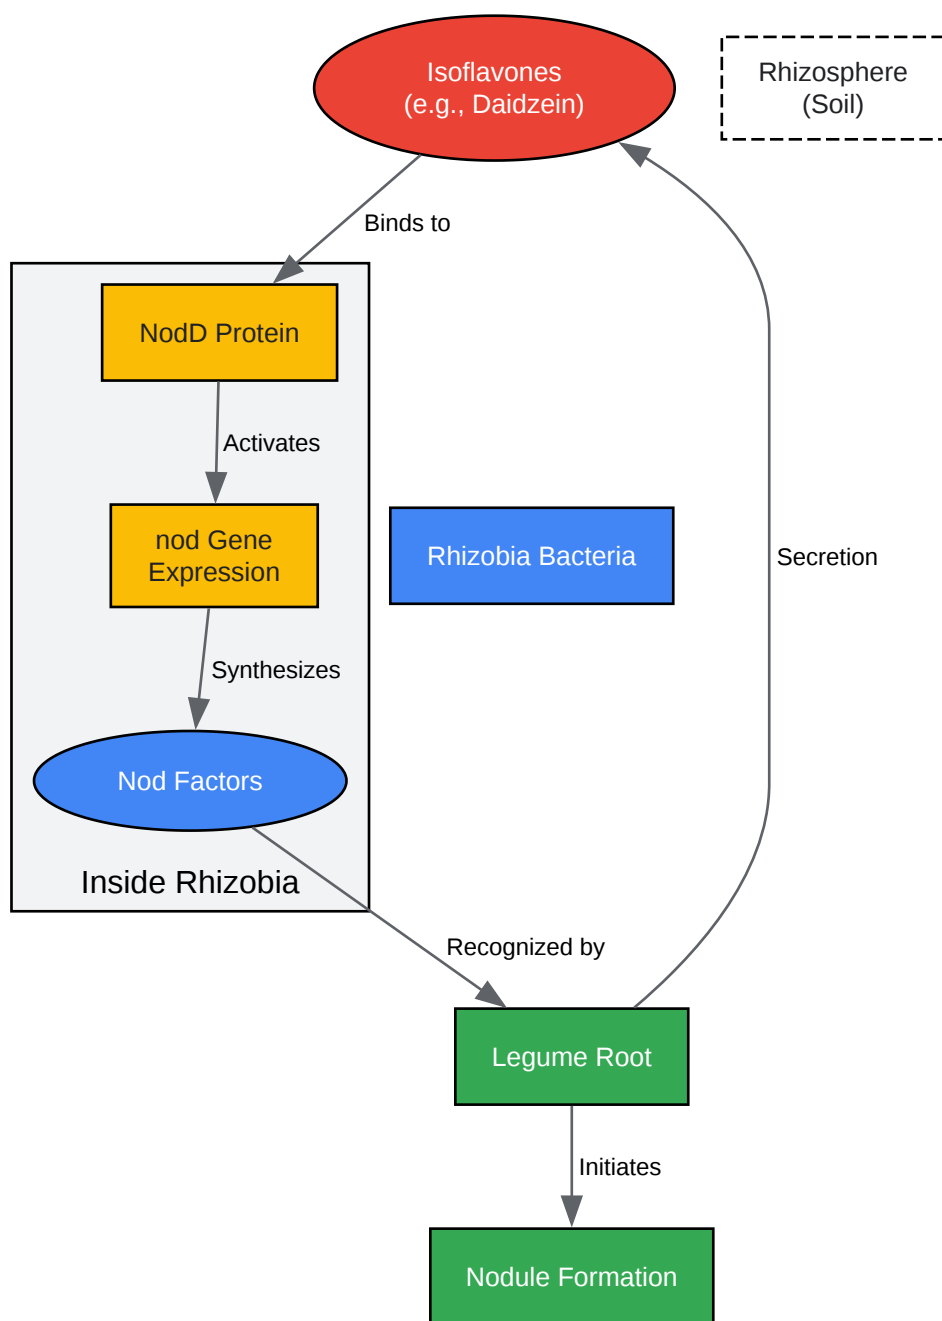 Isoflavones
(e.g., Daidzein)
Rhizosphere
(Soil)
Binds to
NodD Protein
Activates
nod Gene
Expression
Rhizobia Bacteria
Secretion
Synthesizes
Nod Factors
Inside Rhizobia
Recognized by
Legume Root
Initiates
Nodule Formation